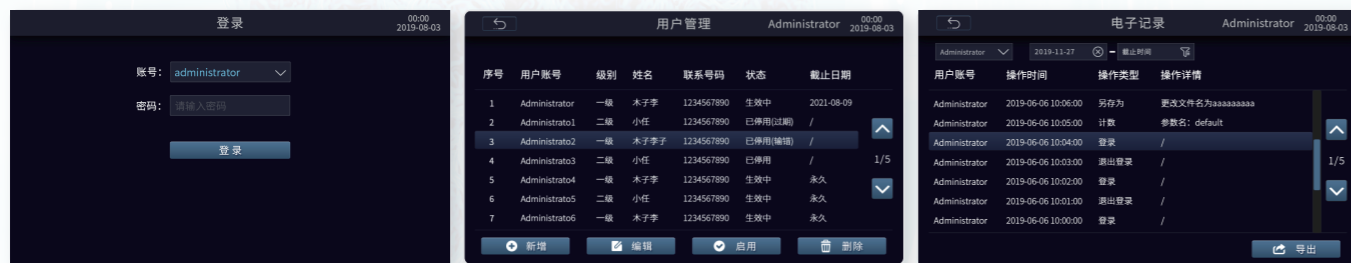 登录
00:00
2019-08-03
账号: administrator
密码: 请输入密码
登录
用户管理
Administrator
00:00
2019-08-03
序号 用户账号 级别 姓名 联系号码 状态 截止日期
1 Administrator 一级 木子李 1234567890 生效中 2021-08-09
2 Administrato1 二级 小任 1234567890 已停用(过期) /
3 Administrato2 一级 木子李子 1234567890 已停用(输错) /
4 Administrato3 二级 小任 1234567890 已停用 /
5 Administrato4 一级 木子李 1234567890 生效中 永久
6 Administrato5 二级 小任 1234567890 生效中 永久
7 Administrato6 一级 木子李 1234567890 生效中 永久
1/5
新增 编辑 启用 删除
电子记录
Administrator
00:00
2019-08-03
Administrator 2019-11-27 – 截止时间
用户账号 操作时间 操作类型 操作详情
Administrator 2019-06-06 10:06:00 另存为 更改文件名为aaaaaaaaa
Administrator 2019-06-06 10:05:00 计数 参数名: default
Administrator 2019-06-06 10:04:00 登录 /
Administrator 2019-06-06 10:03:00 退出登录 /
Administrator 2019-06-06 10:02:00 登录 /
Administrator 2019-06-06 10:01:00 退出登录 /
Administrator 2019-06-06 10:00:00 登录 /
1/5
导出